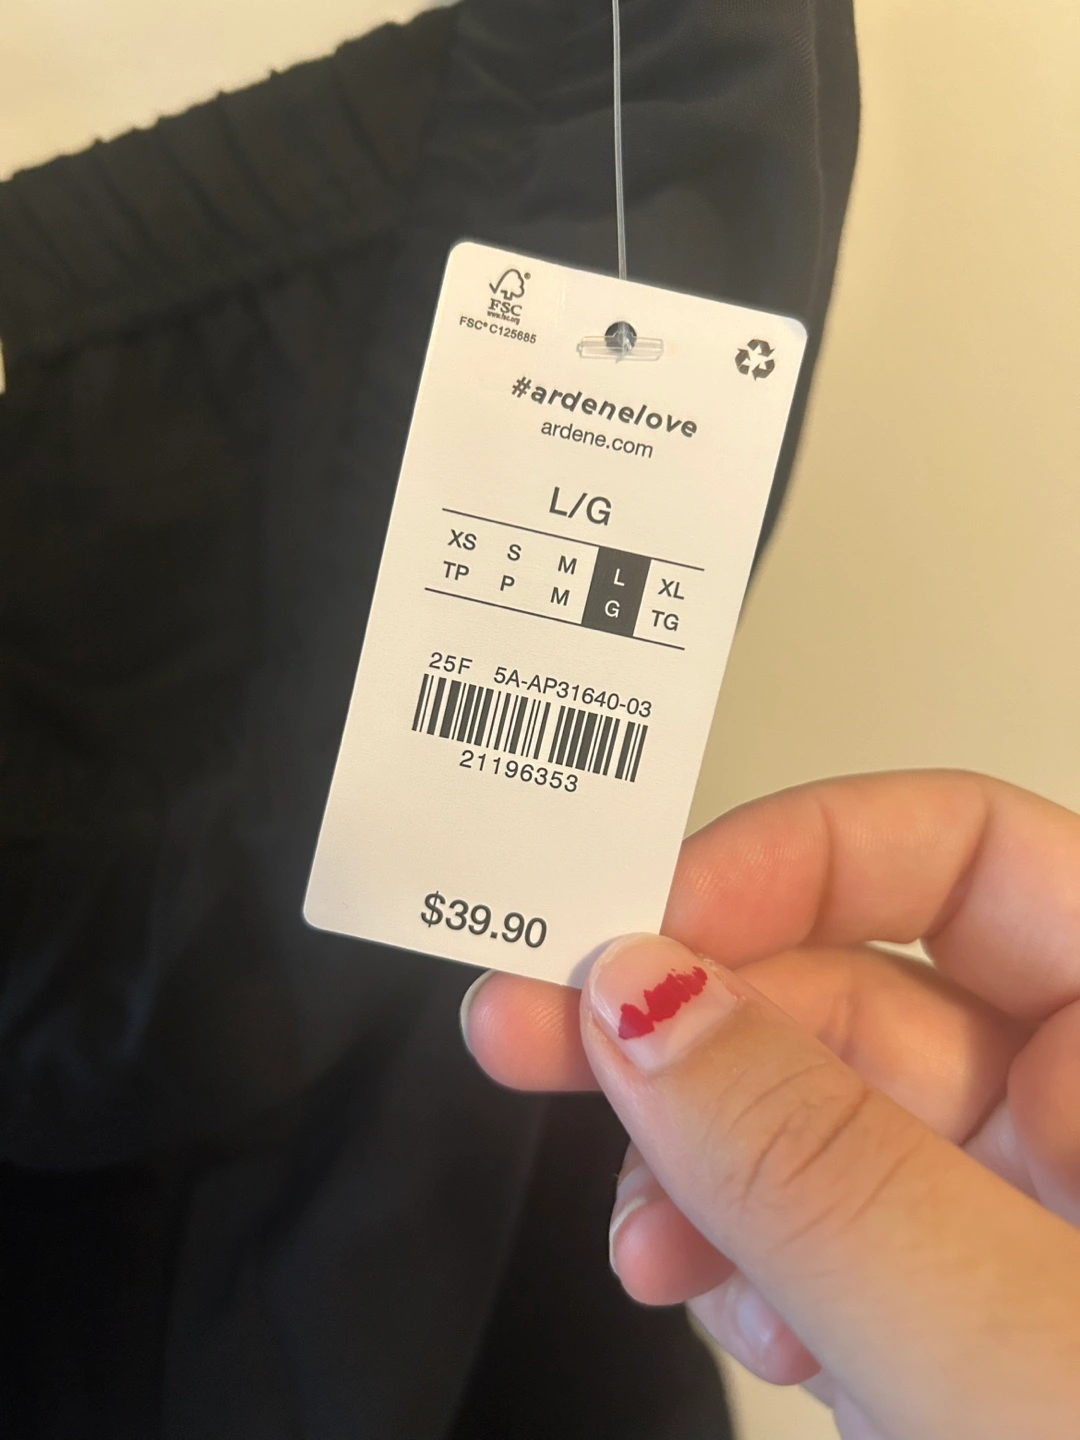 FSC®
www.fsc.org
FSC® C125685
#ardenelove
ardene.com
L/G
XS S M L XL
TP P M G TG
25F 5A-AP31640-03
21196353
$39.90